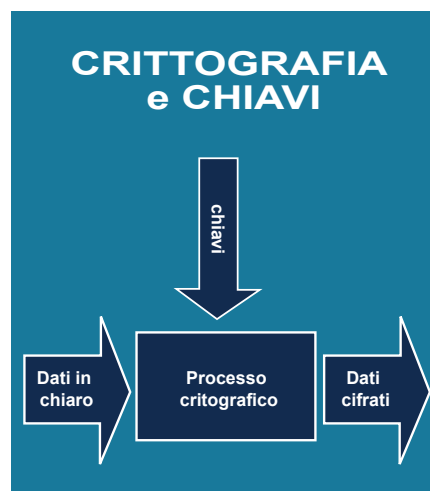 CRITTOGRAFIA
e CHIAVI
chiavi
Dati in
chiaro
Processo
critografico
Dati
cifrati